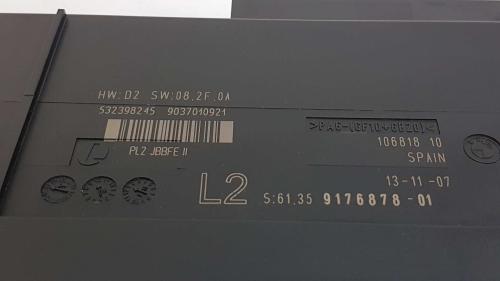 HW:D2 SW:08.2F.0A
532398245 9037010921
PL2 JBBFE II
>PA6-(GF10+GB20)<
106818 10
SPAIN
13-11-07
L2
S:61.35 9176878-01